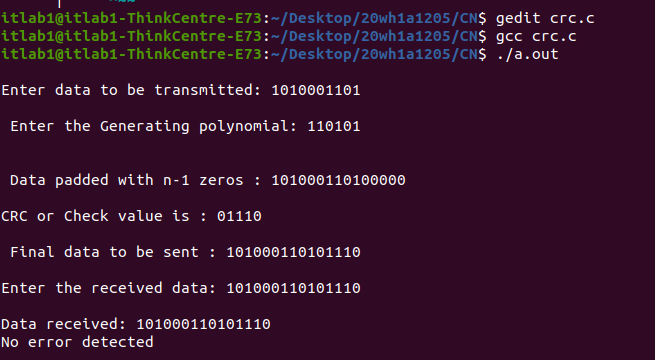 itlab1@itlab1-ThinkCentre-E73:~/Desktop/20wh1a1205/CN$ gedit crc.c
itlab1@itlab1-ThinkCentre-E73:~/Desktop/20wh1a1205/CN$ gcc crc.c
itlab1@itlab1-ThinkCentre-E73:~/Desktop/20wh1a1205/CN$ ./a.out
Enter data to be transmitted: 1010001101
Enter the Generating polynomial: 110101
Data padded with n-1 zeros : 101000110100000
CRC or Check value is : 01110
Final data to be sent : 101000110101110
Enter the received data: 101000110101110
Data received: 101000110101110
No error detected